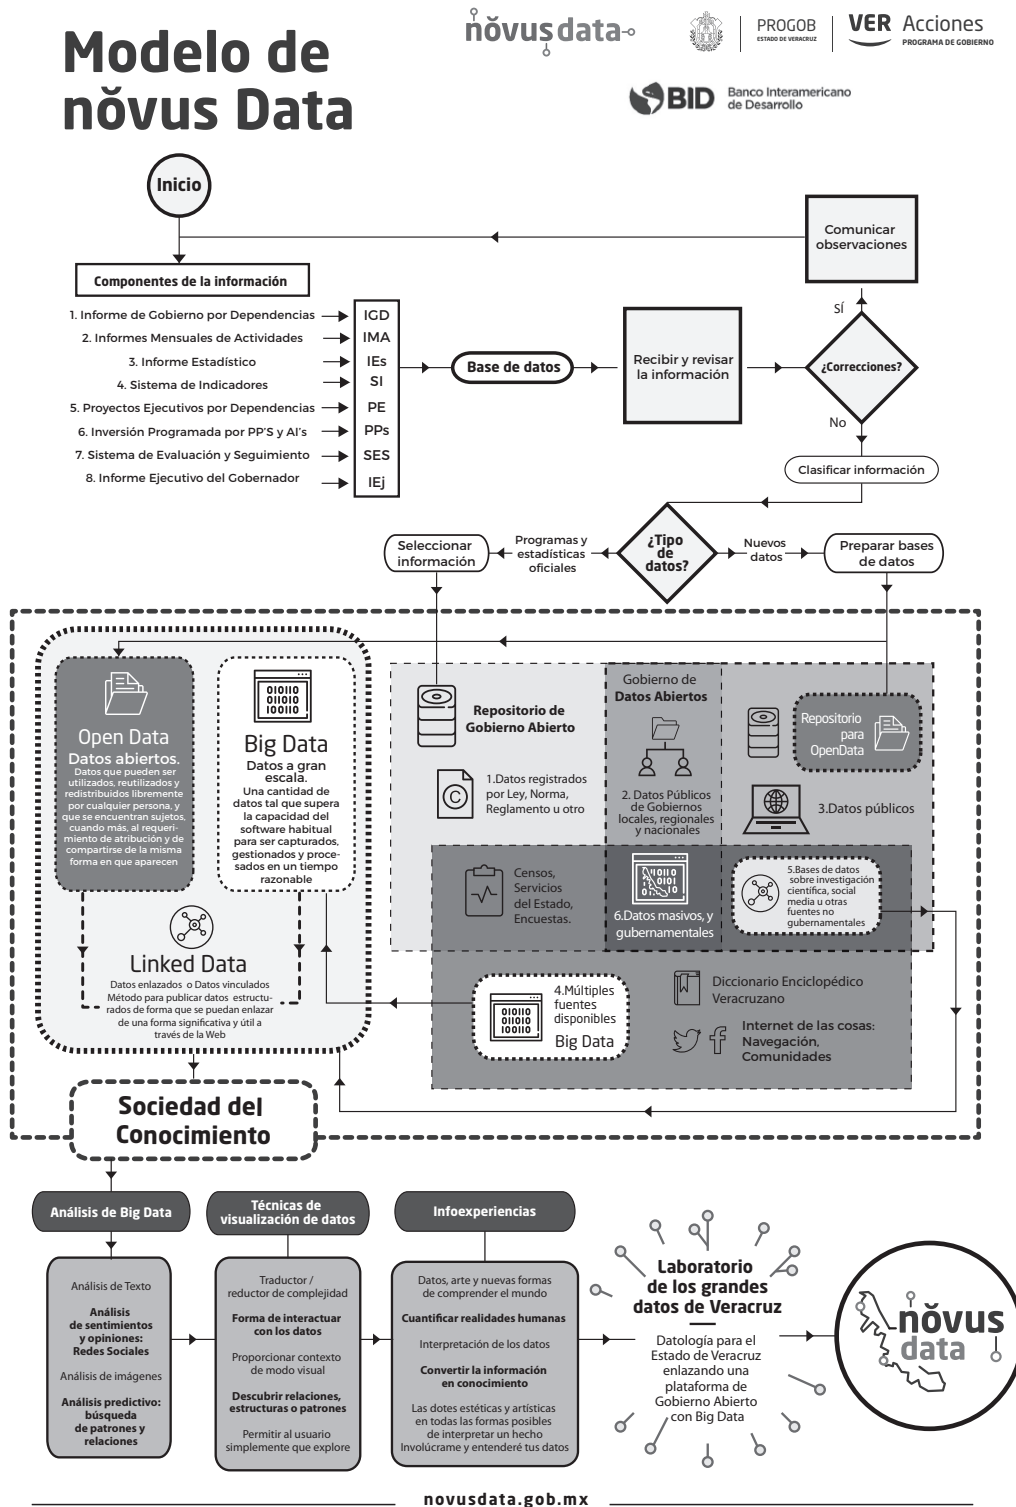 Modelo de
nŏvus Data
nŏvus data
PROGOB
ESTADO DE VERACRUZ
VER Acciones
PROGRAMA DE GOBIERNO
BID
Banco Interamericano
de Desarrollo
Inicio
Comunicar
observaciones
Componentes de la información
1. Informe de Gobierno por Dependencias
2. Informes Mensuales de Actividades
3. Informe Estadístico
4. Sistema de Indicadores
5. Proyectos Ejecutivos por Dependencias
6. Inversión Programada por PP'S y AI's
7. Sistema de Evaluación y Seguimiento
8. Informe Ejecutivo del Gobernador
IGD
IMA
IEs
SI
PE
PPs
SES
IEj
Base de datos
Recibir y revisar
la información
SÍ
¿Correcciones?
No
Clasificar información
Seleccionar
información
Programas y
estadísticas
oficiales
¿Tipo
de
datos?
Nuevos
datos
Preparar bases
de datos
Open Data
Datos abiertos.
Datos que pueden ser
utilizados, reutilizados y
redistribuidos libremente
por cualquier persona, y
que se encuentran sujetos,
cuando más, al requeri-
miento de atribución y de
compartirse de la misma
forma en que aparecen
010110
011010
100110
Big Data
Datos a gran
escala.
Una cantidad de
datos tal que supera
la capacidad del
software habitual
para ser capturados,
gestionados y proce-
sados en un tiempo
razonable
Linked Data
Datos enlazados o Datos vinculados
Método para publicar datos estructu-
rados de forma que se puedan enlazar
de una forma significativa y útil a
través de la Web
Repositorio de
Gobierno Abierto
C
1.Datos registrados
por Ley, Norma,
Reglamento u otro
Gobierno de
Datos Abiertos
2. Datos Públicos
de Gobiernos
locales, regionales
y nacionales
Repositorio
para
OpenData
3.Datos públicos
Censos,
Servicios
del Estado,
Encuestas.
6.Datos masivos, y
gubernamentales
5.Bases de datos
sobre investigación
científica, social
media u otras
fuentes no
gubernamentales
010110
011010
100110
4.Múltiples
fuentes
disponibles
Big Data
Diccionario Enciclopédico
Veracruzano
Internet de las cosas:
Navegación,
Comunidades
Sociedad del
Conocimiento
Análisis de Big Data
Análisis de Texto
Análisis
de sentimientos
y opiniones:
Redes Sociales
Análisis de imágenes
Análisis predictivo:
búsqueda
de patrones y
relaciones
Técnicas de
visualización de datos
Traductor /
reductor de complejidad
Forma de interactuar
con los datos
Proporcionar contexto
de modo visual
Descubrir relaciones,
estructuras o patrones
Permitir al usuario
simplemente que explore
Infoexperiencias
Datos, arte y nuevas formas
de comprender el mundo
Cuantificar realidades humanas
Interpretación de los datos
Convertir la información
en conocimiento
Las dotes estéticas y artísticas
en todas las formas posibles
de interpretar un hecho
Involúcrame y entenderé tus datos
Laboratorio
de los grandes
datos de Veracruz
Datología para el
Estado de Veracruz
enlazando una
plataforma de
Gobierno Abierto
con Big Data
nŏvus
data
novusdata.gob.mx